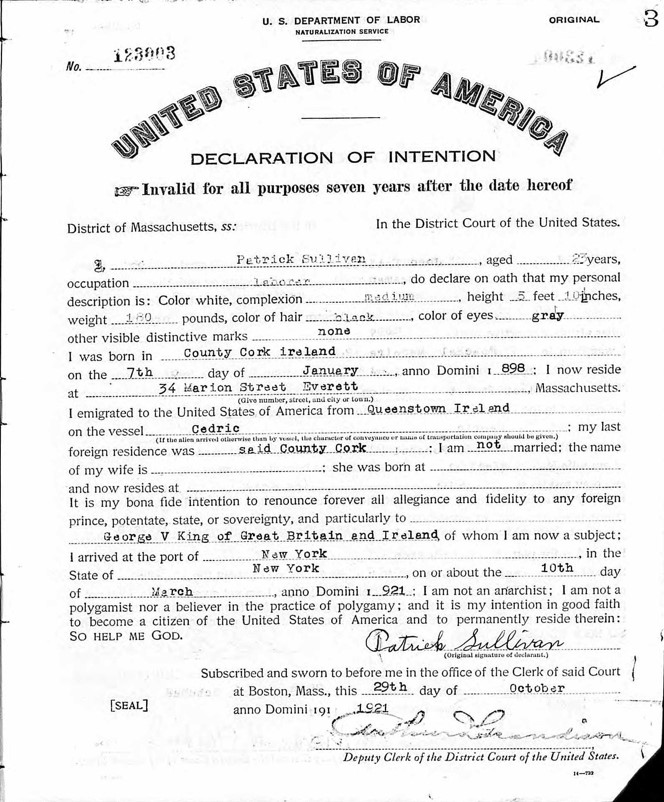 U. S. DEPARTMENT OF LABOR
NATURALIZATION SERVICE
ORIGINAL
3
No. 123003
UNITED STATES OF AMERICA
DECLARATION OF INTENTION
☞ Invalid for all purposes seven years after the date hereof
District of Massachusetts, ss: In the District Court of the United States.
I, Patrick Sullivan, aged 23 years,
occupation laborer, do declare on oath that my personal
description is: Color white, complexion medium, height 5 feet 10 inches,
weight 180 pounds, color of hair black, color of eyes gray
other visible distinctive marks none
I was born in County Cork ireland
on the 7th day of January, anno Domini 1 898; I now reside
at 34 Marion Street Everett, Massachusetts.
(Give number, street, and city or town.)
I emigrated to the United States of America from Queenstown Ireland
on the vessel Cedric; my last
(If the alien arrived otherwise than by vessel, the character of conveyance or name of transportation company should be given.)
foreign residence was said County Cork; I am not married; the name
of my wife is; she was born at
and now resides at
It is my bona fide intention to renounce forever all allegiance and fidelity to any foreign
prince, potentate, state, or sovereignty, and particularly to
George V King of Great Britain and Ireland, of whom I am now a subject;
I arrived at the port of New York, in the
State of New York, on or about the 10th day
of March, anno Domini 1 921; I am not an anarchist; I am not a
polygamist nor a believer in the practice of polygamy; and it is my intention in good faith
to become a citizen of the United States of America and to permanently reside therein:
SO HELP ME GOD.
Patrick Sullivan
(Original signature of declarant.)
Subscribed and sworn to before me in the office of the Clerk of said Court
at Boston, Mass., this 29th day of October
[SEAL] anno Domini 191 1921
Deputy Clerk of the District Court of the United States.
14—733